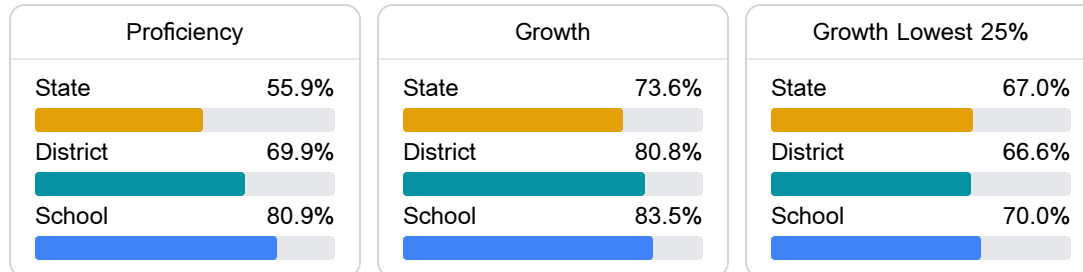 Proficiency
State 55.9%
District 69.9%
School 80.9%
Growth
State 73.6%
District 80.8%
School 83.5%
Growth Lowest 25%
State 67.0%
District 66.6%
School 70.0%